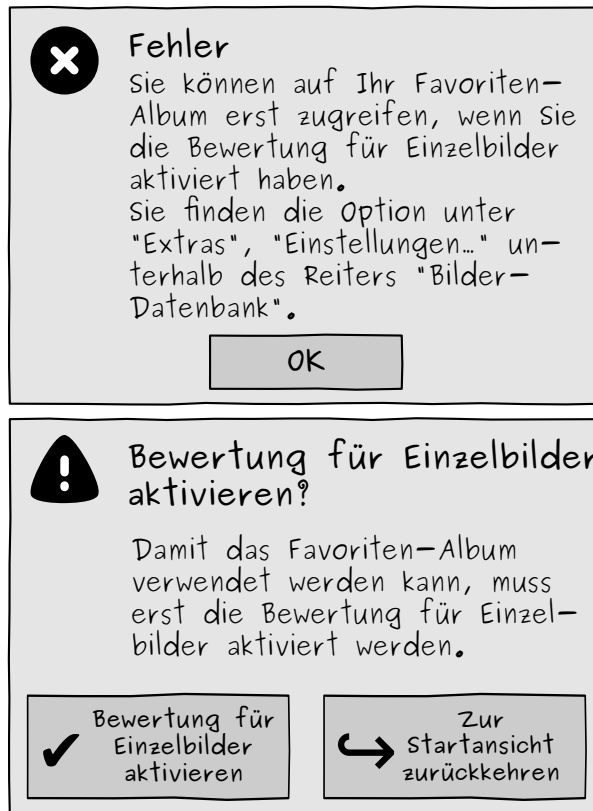 Fehler
Sie können auf Ihr Favoriten-
Album erst zugreifen, wenn Sie
die Bewertung für Einzelbilder
aktiviert haben.
Sie finden die Option unter
"Extras", "Einstellungen…" un-
terhalb des Reiters "Bilder-
Datenbank".
OK
Bewertung für Einzelbilder
aktivieren?
Damit das Favoriten-Album
verwendet werden kann, muss
erst die Bewertung für Einzel-
bilder aktiviert werden.
Bewertung für
Einzelbilder
aktivieren
Zur
Startansicht
zurückkehren